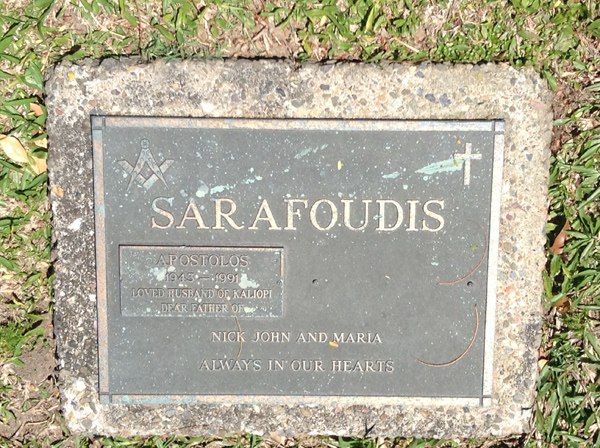 SARAFOUDIS
APOSTOLOS
1943 – 1991
LOVED HUSBAND OF KALIOPI
DEAR FATHER OF
NICK JOHN AND MARIA
ALWAYS IN OUR HEARTS